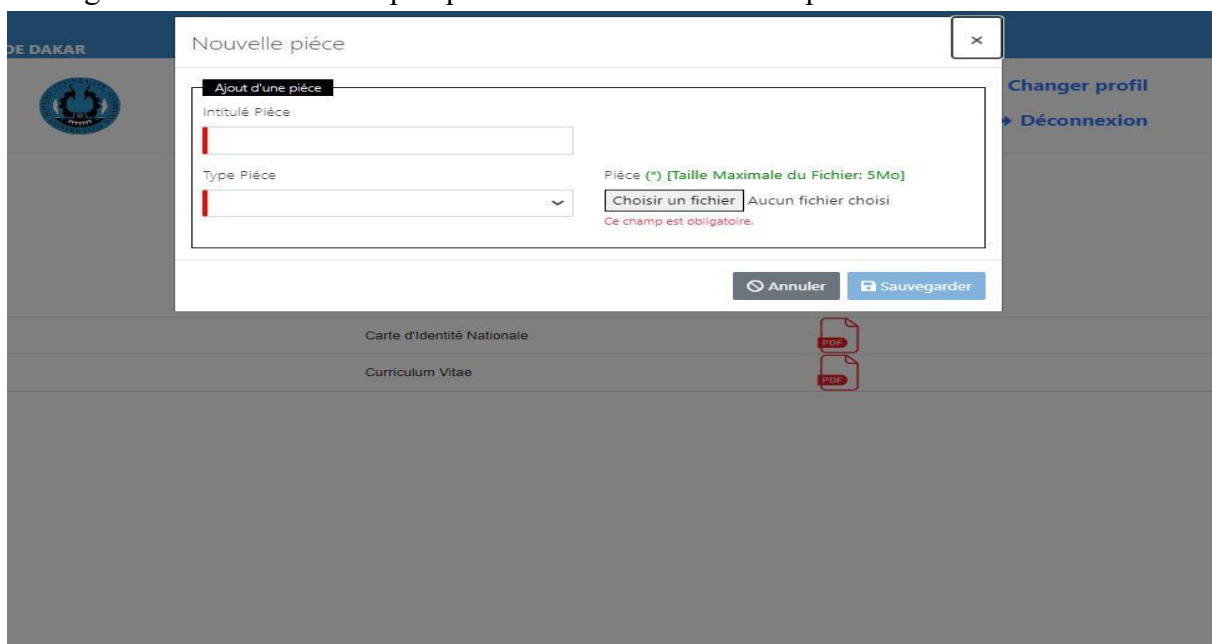 DE DAKAR
Nouvelle piéce
×
Ajout d'une piéce
Changer profil
Intitulé Piéce
Déconnexion
Type Piéce
Piéce (*) [Taille Maximale du Fichier: 5Mo]
Choisir un fichier Aucun fichier choisi
Ce champ est obligatoire.
Annuler
Sauvegarder
Carte d'Identité Nationale
PDF
Curriculum Vitae
PDF